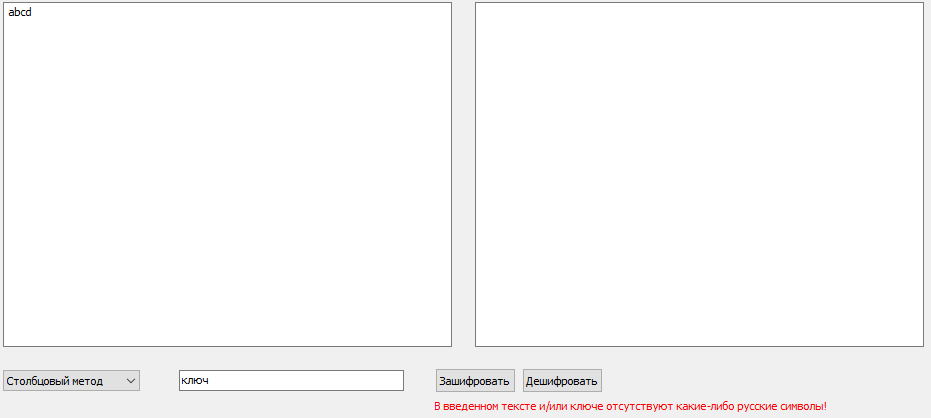 abcd
Столбцовый метод
ключ
Зашифровать
Дешифровать
В введенном тексте и/или ключе отсутствуют какие-либо русские символы!